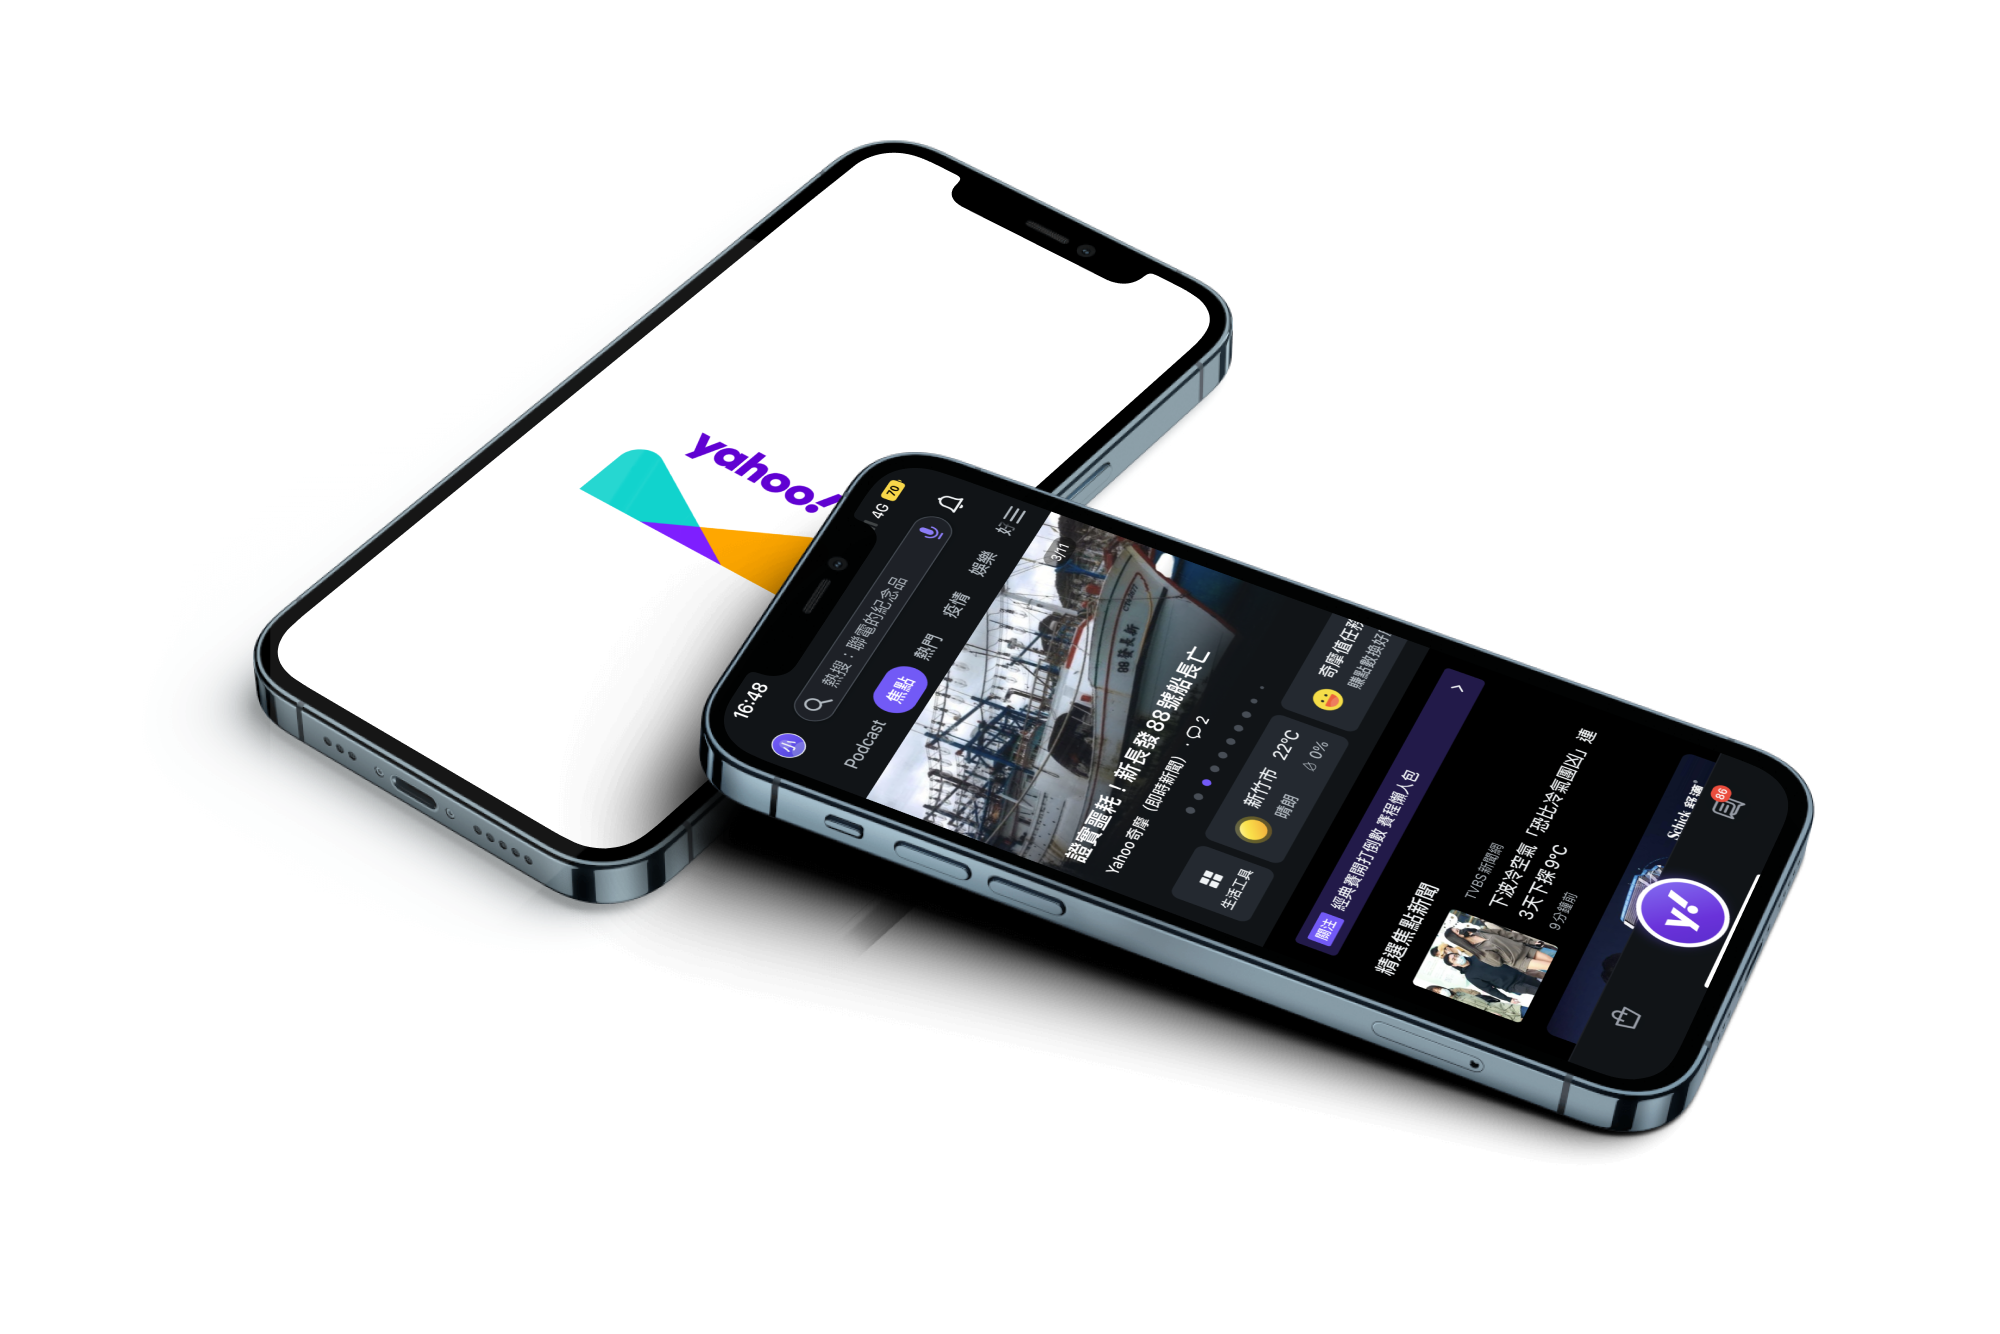 yahoo!
16:48
4G 70
小
熱搜：聯電的紀念品
Podcast 焦點 熱門 疫情 娛樂 好
3/11
88 發長新
證實噩耗！新長發88號船長亡
Yahoo奇摩（即時新聞）· 2
生活工具
新竹市 22°C
晴朗 0%
奇摩值任務
賺點數換好
關注 經典賽開打倒數 賽程懶人包
精選焦點新聞
TVBS新聞網
下波冷空氣「恐比冷氣團凶」連
3天下探9°C
9分鐘前
Schick 舒適
y!
86